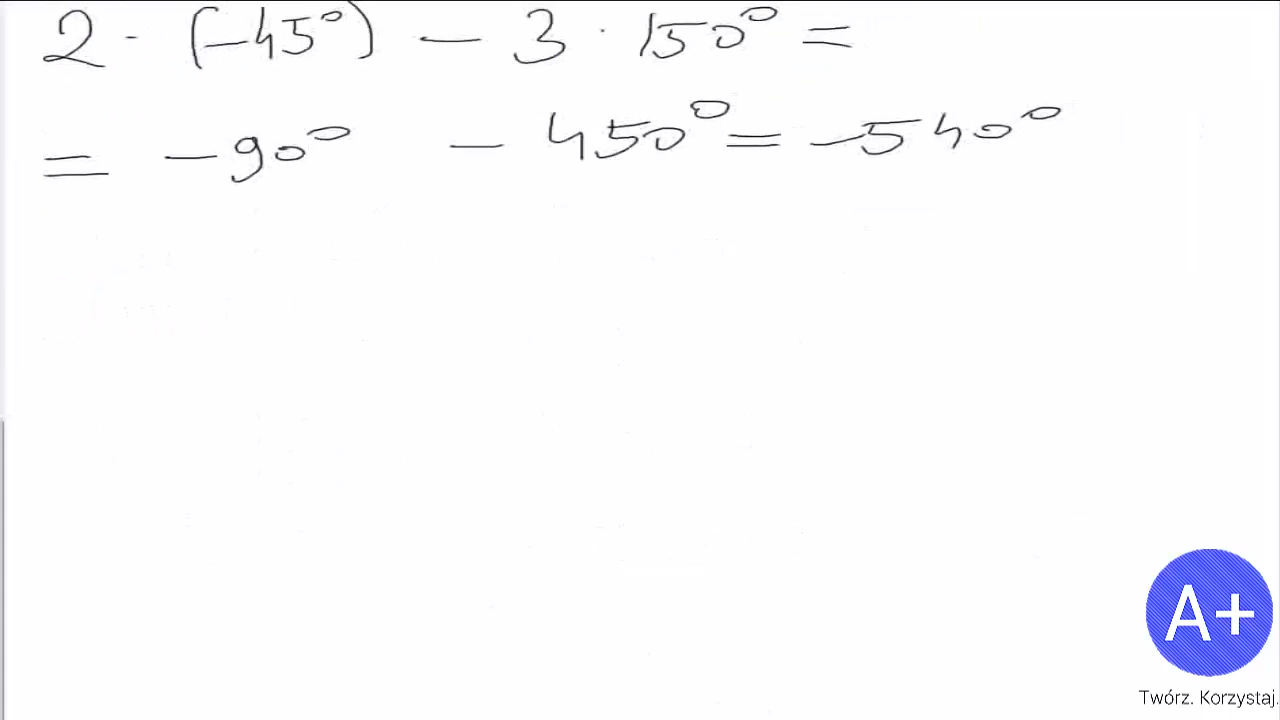 2 · (-45°) - 3 · 150° =
= -90° - 450° = -540°
A+
Twórz. Korzystaj.